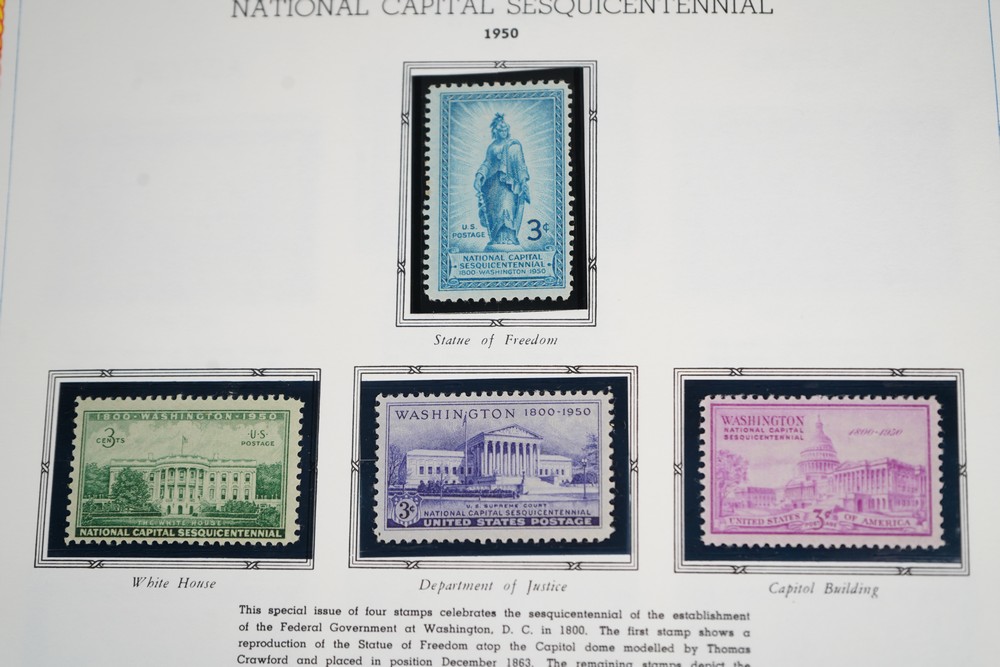 NATIONAL CAPITAL SESQUICENTENNIAL
1950
U.S.
POSTAGE
3¢
NATIONAL CAPITAL
SESQUICENTENNIAL
1800·WASHINGTON·1950
Statue of Freedom
1800·WASHINGTON·1950
3
CENTS
·U·S·
POSTAGE
THE WHITE HOUSE
NATIONAL CAPITAL SESQUICENTENNIAL
White House
WASHINGTON 1800-1950
3¢
U.S. SUPREME COURT
NATIONAL CAPITAL SESQUICENTENNIAL
UNITED STATES POSTAGE
Department of Justice
WASHINGTON
NATIONAL CAPITAL
SESQUICENTENNIAL
1800-1950
UNITED STATES 3¢ OF AMERICA
POSTAGE
Capitol Building
This special issue of four stamps celebrates the sesquicentennial of the establishment
of the Federal Government at Washington, D. C. in 1800. The first stamp shows a
reproduction of the Statue of Freedom atop the Capitol dome modelled by Thomas
Crawford and placed in position December 1863. The remaining stamps depict the